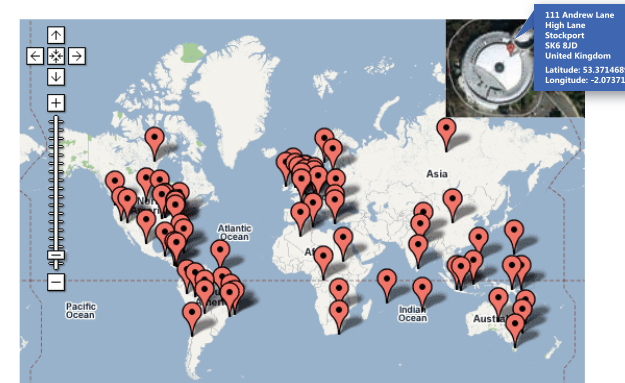 111 Andrew Lane
High Lane
Stockport
SK6 8JD
United Kingdom
Latitude: 53.371468
Longitude: -2.07371
Asia
Atlantic
Ocean
Pacific
Ocean
Indian
Ocean